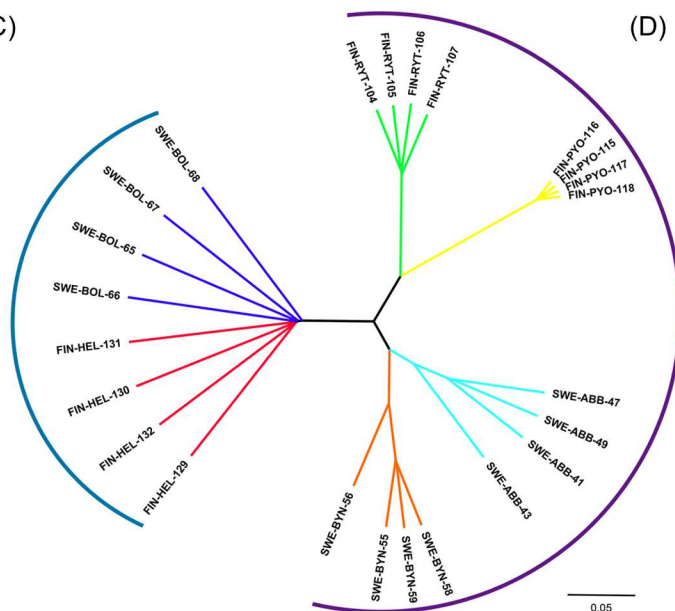 C)
(D)
FIN-RYT-104
FIN-RYT-105
FIN-RYT-106
FIN-RYT-107
FIN-PYO-116
FIN-PYO-115
FIN-PYO-117
FIN-PYO-118
SWE-BOL-68
SWE-BOL-67
SWE-BOL-65
SWE-BOL-66
FIN-HEL-131
FIN-HEL-130
FIN-HEL-132
FIN-HEL-129
SWE-ABB-47
SWE-ABB-49
SWE-ABB-41
SWE-ABB-43
SWE-BYN-56
SWE-BYN-55
SWE-BYN-59
SWE-BYN-58
0.05